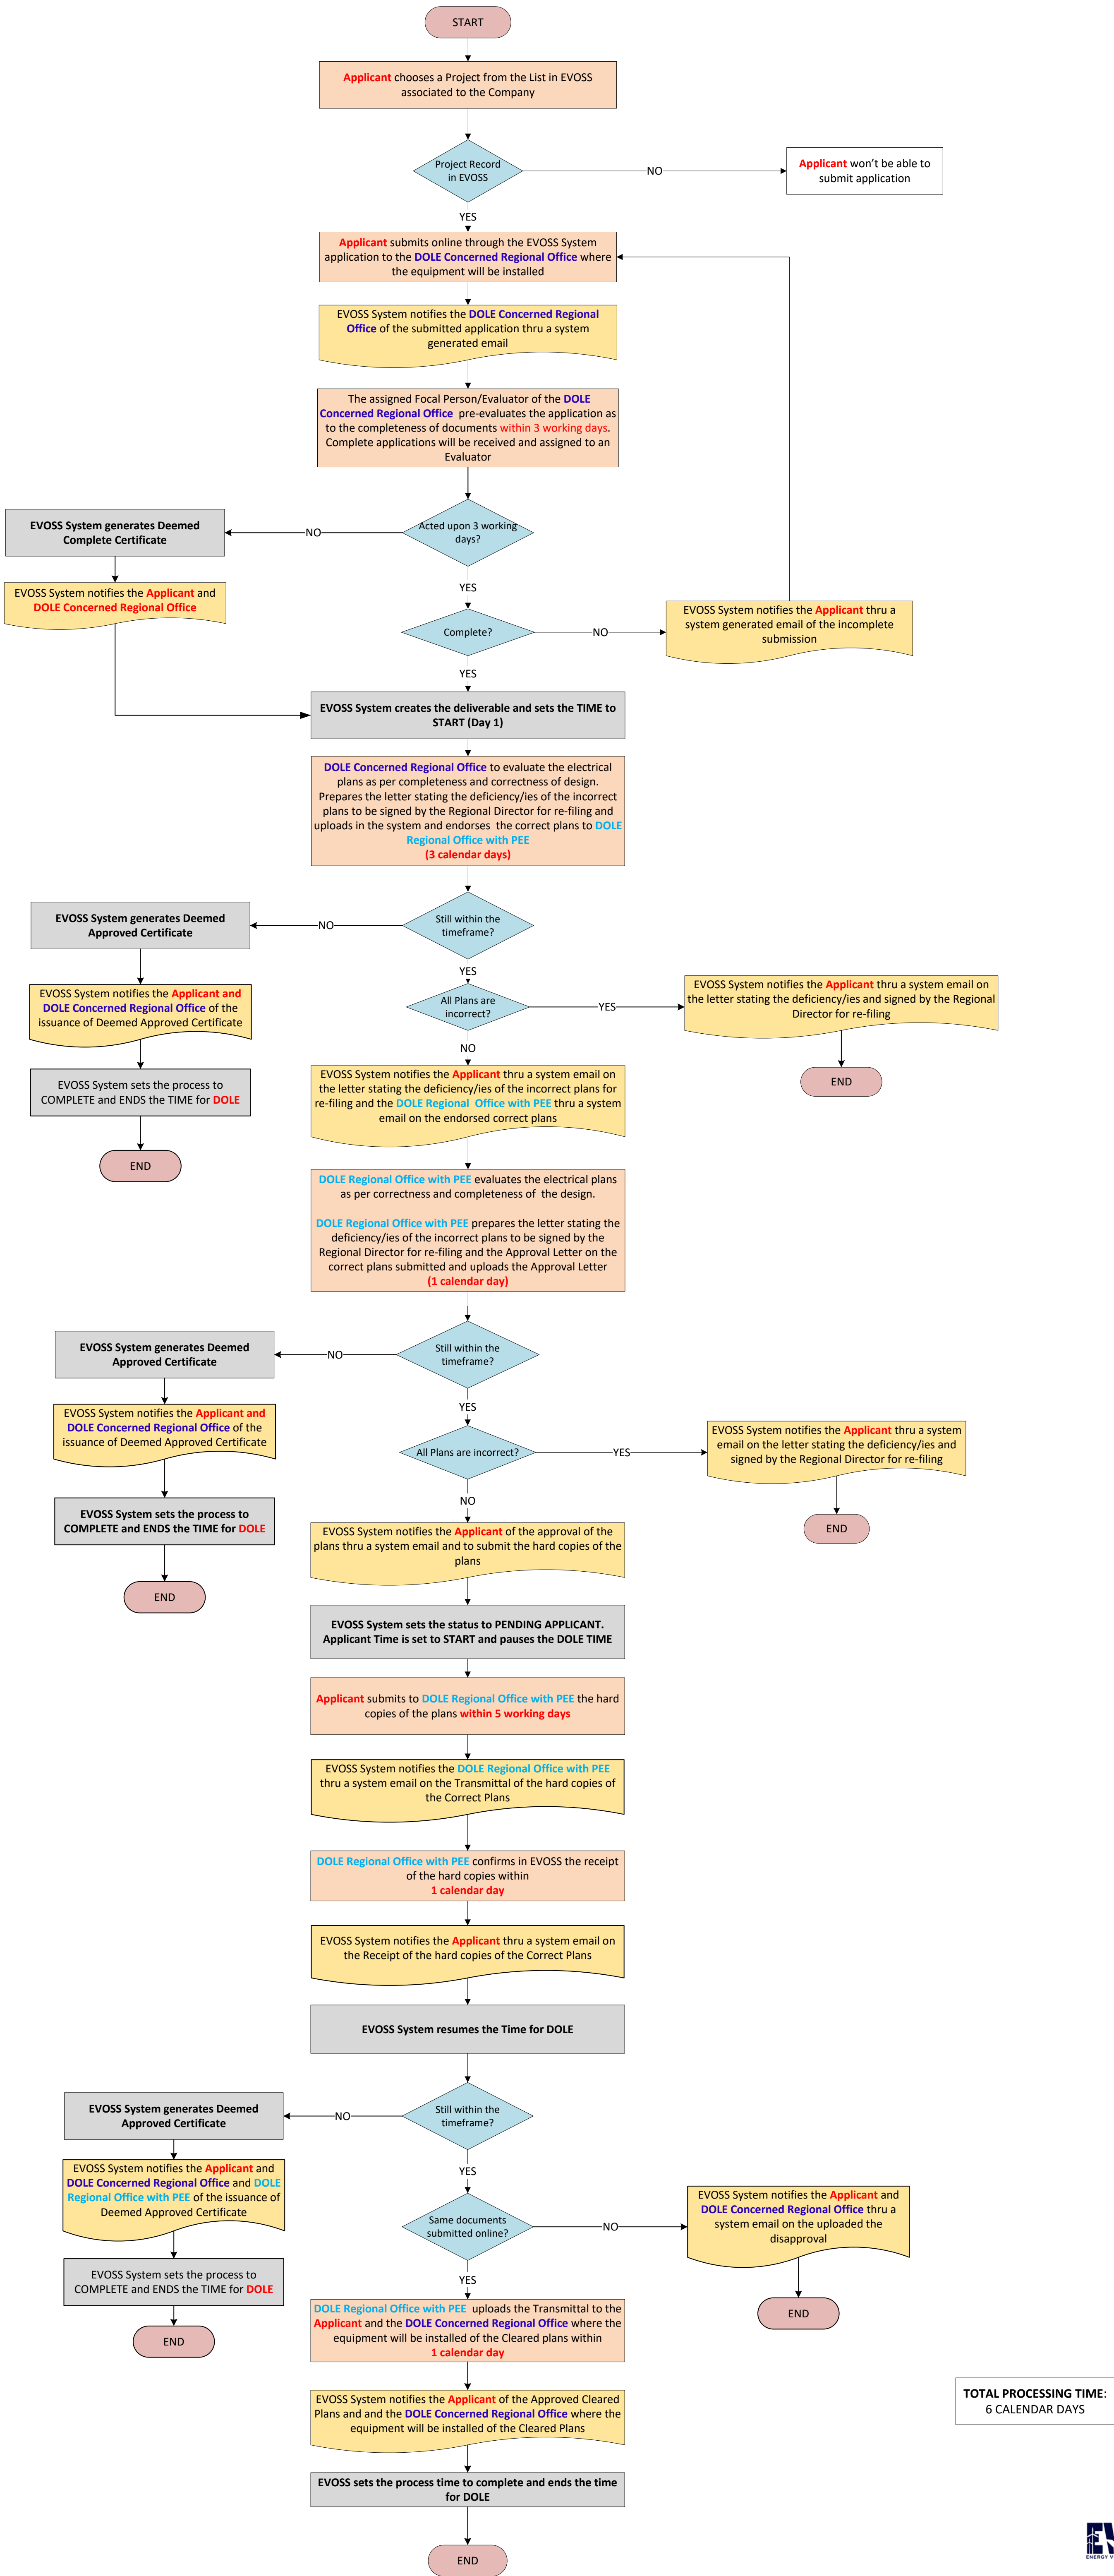 START
Applicant chooses a Project from the List in EVOSS
associated to the Company
Project Record
in EVOSS
NO
Applicant won't be able to
submit application
YES
Applicant submits online through the EVOSS System
application to the DOLE Concerned Regional Office where
the equipment will be installed
EVOSS System notifies the DOLE Concerned Regional
Office of the submitted application thru a system
generated email
The assigned Focal Person/Evaluator of the DOLE
Concerned Regional Office pre-evaluates the application as
to the completeness of documents within 3 working days.
Complete applications will be received and assigned to an
Evaluator
Acted upon 3 working
days?
NO
EVOSS System generates Deemed
Complete Certificate
EVOSS System notifies the Applicant and
DOLE Concerned Regional Office
YES
Complete?
NO
EVOSS System notifies the Applicant thru a
system generated email of the incomplete
submission
YES
EVOSS System creates the deliverable and sets the TIME to
START (Day 1)
DOLE Concerned Regional Office to evaluate the electrical
plans as per completeness and correctness of design.
Prepares the letter stating the deficiency/ies of the incorrect
plans to be signed by the Regional Director for re-filing and
uploads in the system and endorses the correct plans to DOLE
Regional Office with PEE
(3 calendar days)
Still within the
timeframe?
NO
EVOSS System generates Deemed
Approved Certificate
EVOSS System notifies the Applicant and
DOLE Concerned Regional Office of the
issuance of Deemed Approved Certificate
EVOSS System sets the process to
COMPLETE and ENDS the TIME for DOLE
END
YES
All Plans are
incorrect?
YES
EVOSS System notifies the Applicant thru a system email on
the letter stating the deficiency/ies and signed by the Regional
Director for re-filing
END
NO
EVOSS System notifies the Applicant thru a system email on
the letter stating the deficiency/ies of the incorrect plans for
re-filing and the DOLE Regional Office with PEE thru a system
email on the endorsed correct plans
DOLE Regional Office with PEE evaluates the electrical plans
as per correctness and completeness of the design.
DOLE Regional Office with PEE prepares the letter stating the
deficiency/ies of the incorrect plans to be signed by the
Regional Director for re-filing and the Approval Letter on the
correct plans submitted and uploads the Approval Letter
(1 calendar day)
Still within the
timeframe?
NO
EVOSS System generates Deemed
Approved Certificate
EVOSS System notifies the Applicant and
DOLE Concerned Regional Office of the
issuance of Deemed Approved Certificate
EVOSS System sets the process to
COMPLETE and ENDS the TIME for DOLE
END
YES
All Plans are incorrect?
YES
EVOSS System notifies the Applicant thru a system
email on the letter stating the deficiency/ies and
signed by the Regional Director for re-filing
END
NO
EVOSS System notifies the Applicant of the approval of the
plans thru a system email and to submit the hard copies of the
plans
EVOSS System sets the status to PENDING APPLICANT.
Applicant Time is set to START and pauses the DOLE TIME
Applicant submits to DOLE Regional Office with PEE the hard
copies of the plans within 5 working days
EVOSS System notifies the DOLE Regional Office with PEE
thru a system email on the Transmittal of the hard copies of
the Correct Plans
DOLE Regional Office with PEE confirms in EVOSS the receipt
of the hard copies within
1 calendar day
EVOSS System notifies the Applicant thru a system email on
the Receipt of the hard copies of the Correct Plans
EVOSS System resumes the Time for DOLE
Still within the
timeframe?
NO
EVOSS System generates Deemed
Approved Certificate
EVOSS System notifies the Applicant and
DOLE Concerned Regional Office and DOLE
Regional Office with PEE of the issuance of
Deemed Approved Certificate
EVOSS System sets the process to
COMPLETE and ENDS the TIME for DOLE
END
YES
Same documents
submitted online?
NO
EVOSS System notifies the Applicant and
DOLE Concerned Regional Office thru a
system email on the uploaded the
disapproval
END
YES
DOLE Regional Office with PEE uploads the Transmittal to the
Applicant and the DOLE Concerned Regional Office where the
equipment will be installed of the Cleared plans within
1 calendar day
EVOSS System notifies the Applicant of the Approved Cleared
Plans and and the DOLE Concerned Regional Office where the
equipment will be installed of the Cleared Plans
EVOSS sets the process time to complete and ends the time
for DOLE
END
TOTAL PROCESSING TIME:
6 CALENDAR DAYS
EV
ENERGY V